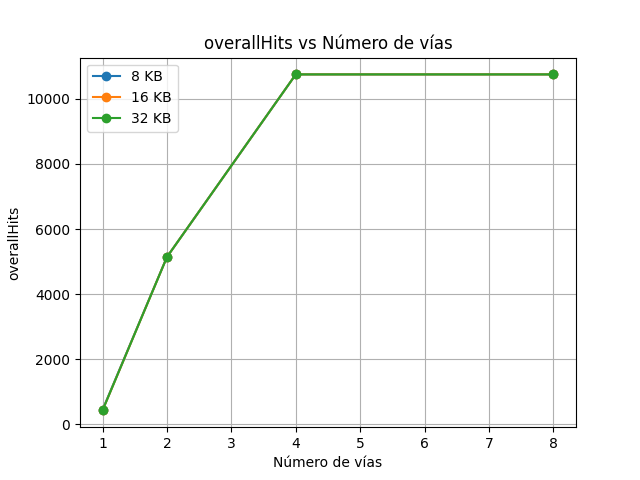 overallHits vs Número de vías
8 KB
16 KB
32 KB
overallHits
10000
8000
6000
4000
2000
0
1 2 3 4 5 6 7 8
Número de vías